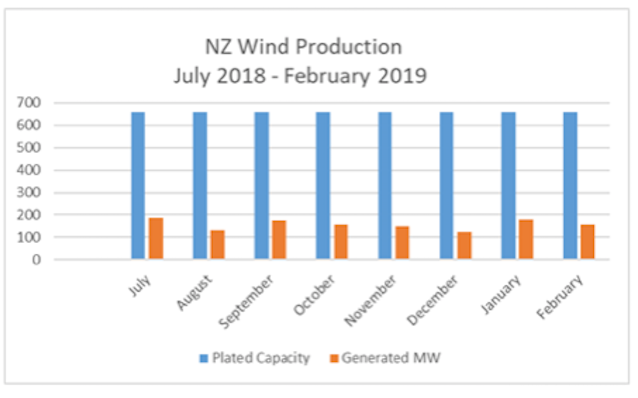 NZ Wind Production
July 2018 - February 2019
700
600
500
400
300
200
100
0
July
August
September
October
November
December
January
February
Plated Capacity
Generated MW